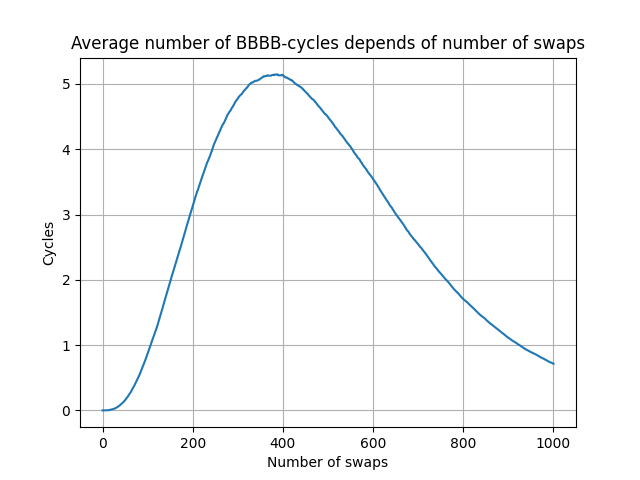 Average number of BBBB-cycles depends of number of swaps
Cycles
5
4
3
2
1
0
0 200 400 600 800 1000
Number of swaps